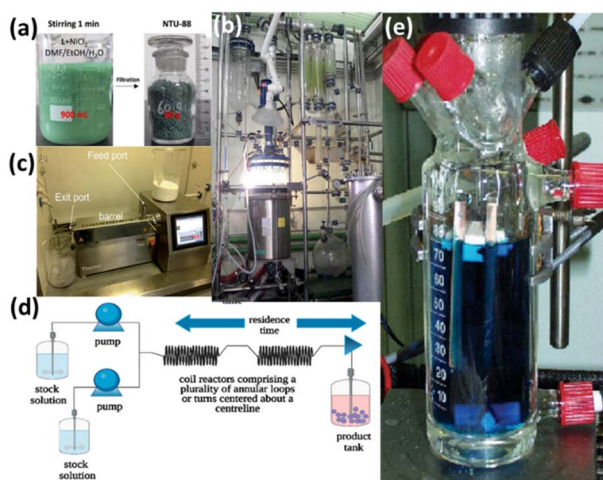 (a)
Stirring 1 min
NTU-88
L+NiCl₂
DMF/EtOH/H₂O
Filtration
900 mL
(b)
(c)
Feed port
Exit port
barrel
(d)
residence
time
pump
stock
solution
pump
stock
solution
coil reactors comprising a
plurality of annular loops
or turns centered about a
centreline
product
tank
(e)
80
70
60
50
40
30
20
10